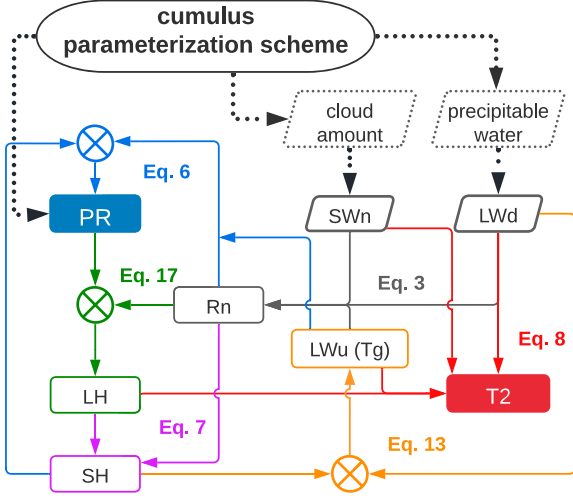 cumulus
parameterization scheme
cloud
amount
precipitable
water
Eq. 6
PR
SWn
LWd
Eq. 17
Eq. 3
Rn
LWu (Tg)
Eq. 8
LH
T2
Eq. 7
Eq. 13
SH